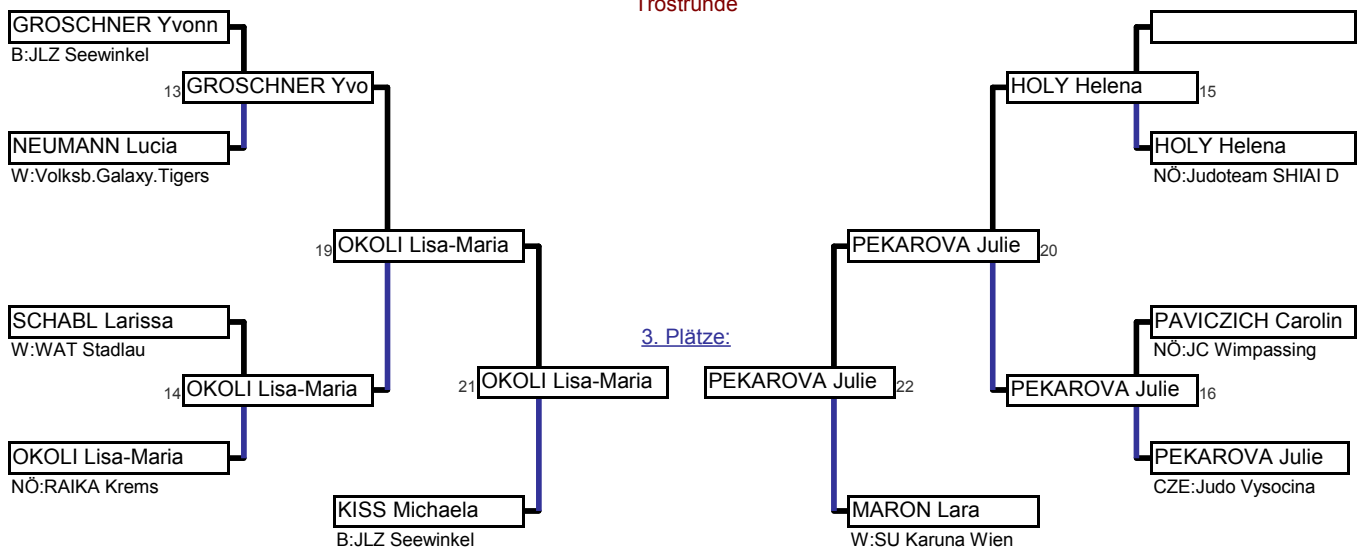 Trostrunde
GROSCHNER Yvonn
B:JLZ Seewinkel
13 GROSCHNER Yvo
HOLY Helena 15
NEUMANN Lucia
W:Volksb.Galaxy.Tigers
HOLY Helena
NÖ:Judoteam SHIAI D
19 OKOLI Lisa-Maria
PEKAROVA Julie 20
SCHABL Larissa
W:WAT Stadlau
3. Plätze:
PAVICZICH Carolin
NÖ:JC Wimpassing
14 OKOLI Lisa-Maria
21 OKOLI Lisa-Maria
PEKAROVA Julie 22
PEKAROVA Julie 16
OKOLI Lisa-Maria
NÖ:RAIKA Krems
PEKAROVA Julie
CZE:Judo Vysocina
KISS Michaela
B:JLZ Seewinkel
MARON Lara
W:SU Karuna Wien